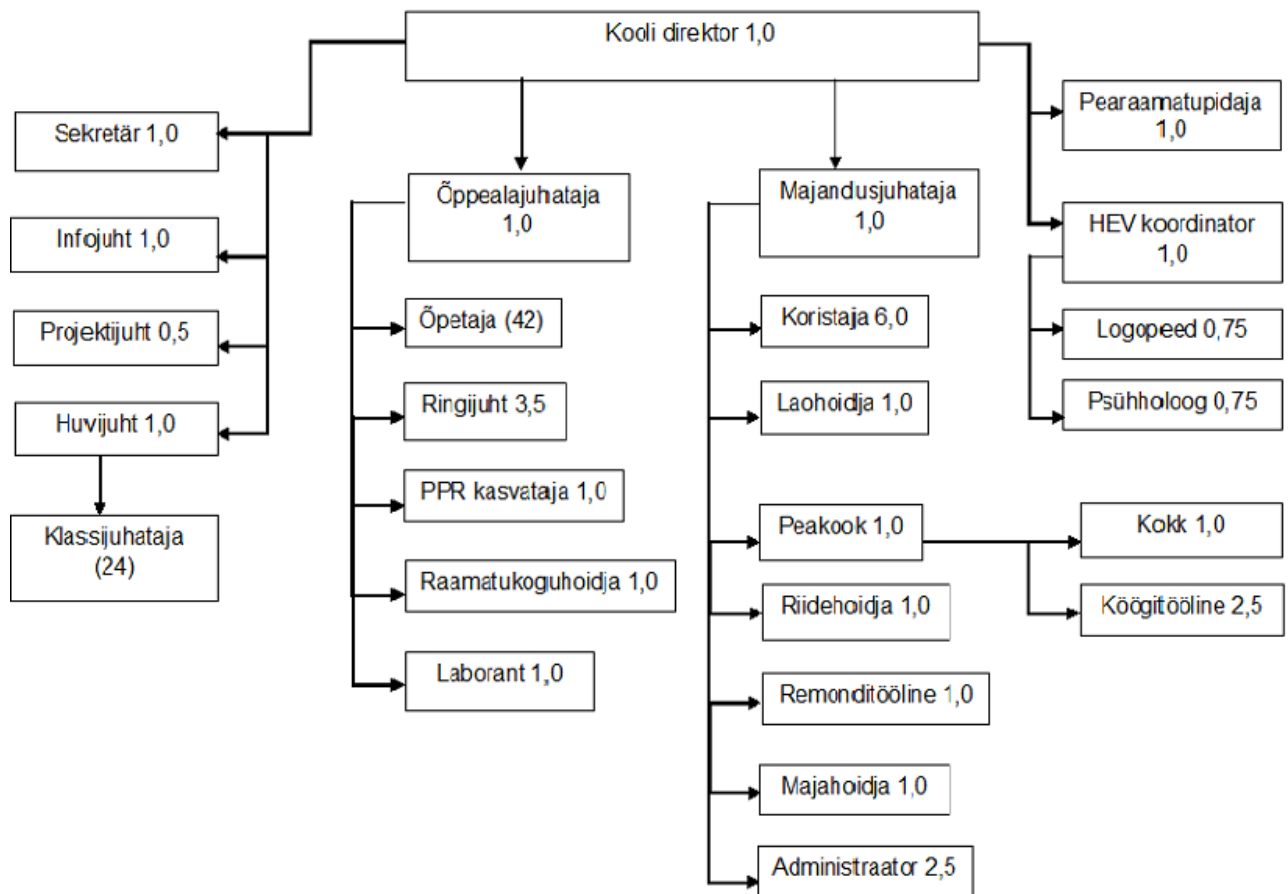 Kooli direktor 1,0
Sekretär 1,0
Infojuht 1,0
Projektijuht 0,5
Huvijuht 1,0
Klassijuhataja
(24)
Õppealajuhataja
1,0
Õpetaja (42)
Ringijuht 3,5
PPR kasvataja 1,0
Raamatukoguhoidja 1,0
Laborant 1,0
Majandusjuhataja
1,0
Koristaja 6,0
Laohoidja 1,0
Peakook 1,0
Riidehoidja 1,0
Remonditööline 1,0
Majahoidja 1,0
Administraator 2,5
Kokk 1,0
Köögitööline 2,5
Pearaamatupidaja
1,0
HEV koordinator
1,0
Logopeed 0,75
Psühholoog 0,75